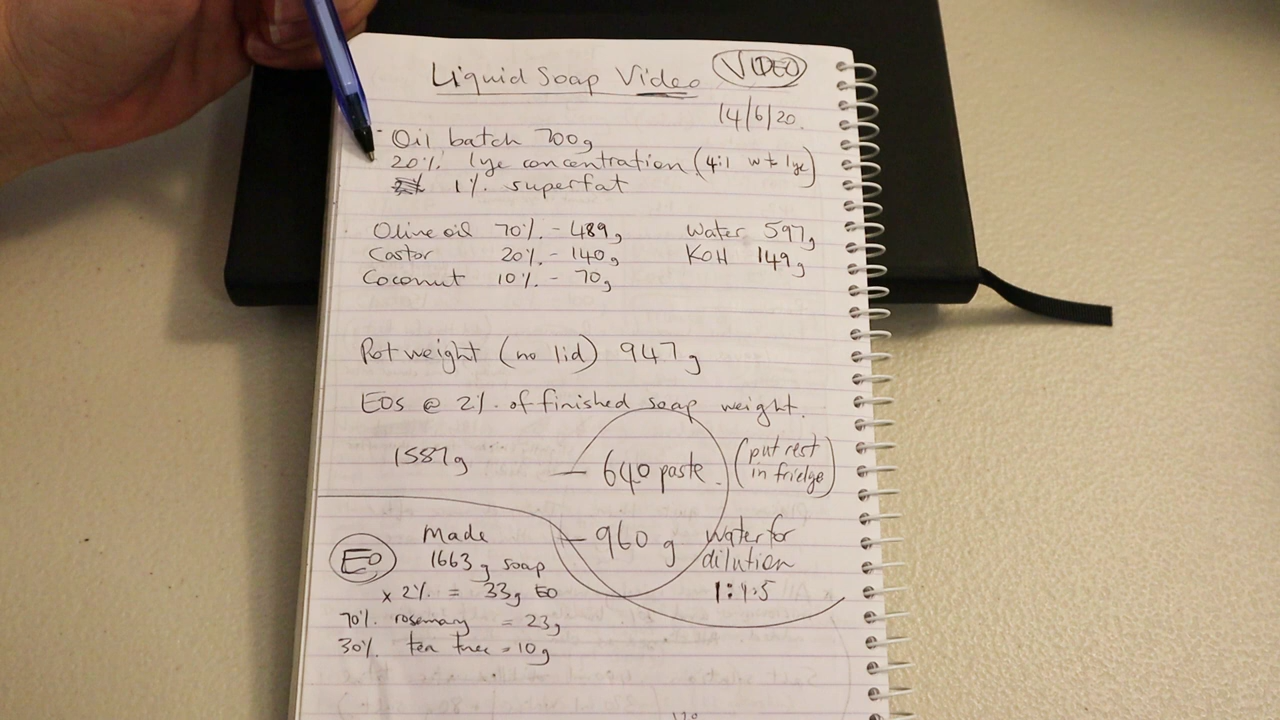 Liquid Soap Video VIDEO
14/6/20.
Oil batch 700g
20% lye concentration (4:1 w to lye)
1% superfat
Olive oil 70% - 489g Water 597g
Castor 20% - 140g KOH 149g
Coconut 10% - 70g
Pot weight (no lid) 947g
EOs @ 2% of finished soap weight.
1587g — 640 paste. (put rest in fridge)
— 960g Water for dilution
1:1.5
EO
Made
1663g soap
x 2% = 33g EO
70% rosemary = 23g
30% tea tree = 10g